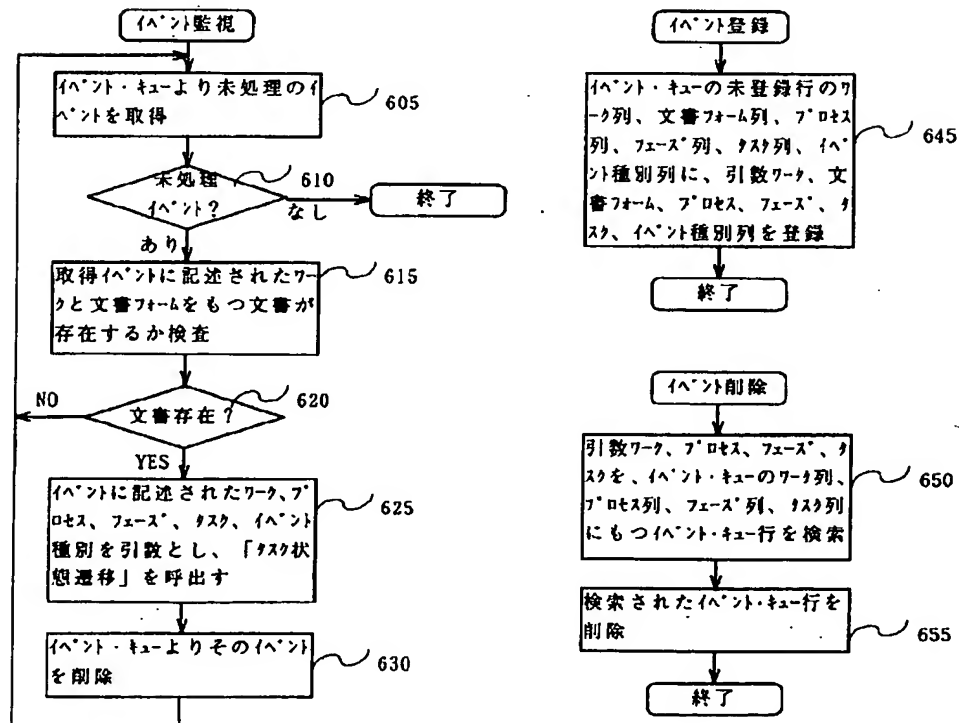 イベント監視
イベント・キューより未処理のイ
ベントを取得
605
未処理
イベント?
610
なし
終了
あり
取得イベントに記述されたワー
クと文書フォームをもつ文書が
存在するか検査
615
文書存在?
620
NO
YES
イベントに記述されたワーク、プ
ロセス、フェーズ、タスク、イベント
種別を引数とし、「タスク状
態遷移」を呼出す
625
イベント・キューよりそのイベント
を削除
630
イベント登録
イベント・キューの未登録行のワ
ーク列、文書フォーム列、プロセス
列、フェーズ列、タスク列、イベ
ント種別列に、引数ワーク、文
書フォーム、プロセス、フェーズ、タ
スク、イベント種別列を登録
645
終了
イベント削除
引数ワーク、プロセス、フェーズ、タ
スクを、イベント・キューのワーク列、
プロセス列、フェーズ列、タスク列
にもつイベント・キュー行を検索
650
検索されたイベント・キュー行を
削除
655
終了